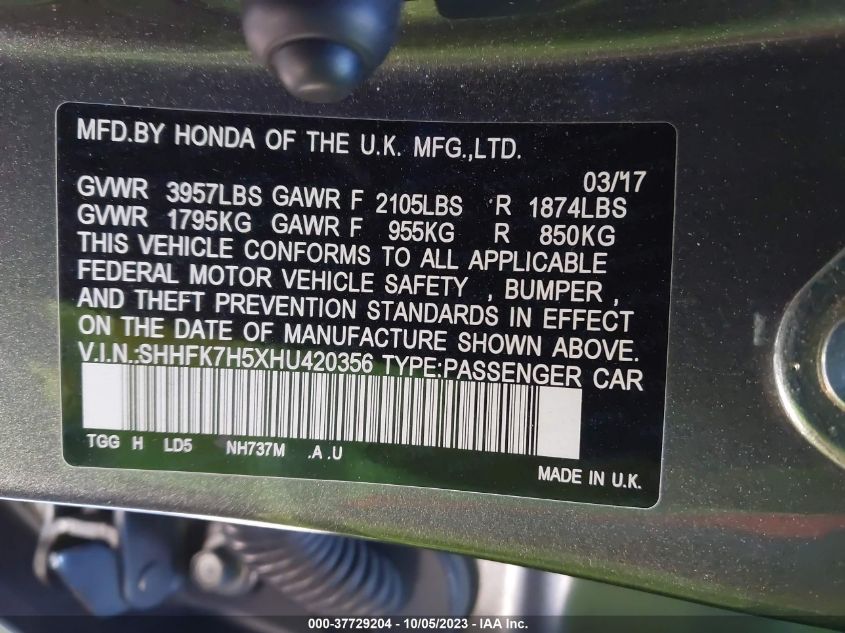 MFD.BY HONDA OF THE U.K. MFG.,LTD.
03/17
GVWR 3957LBS GAWR F 2105LBS R 1874LBS
GVWR 1795KG GAWR F 955KG R 850KG
THIS VEHICLE CONFORMS TO ALL APPLICABLE
FEDERAL MOTOR VEHICLE SAFETY , BUMPER ,
AND THEFT PREVENTION STANDARDS IN EFFECT
ON THE DATE OF MANUFACTURE SHOWN ABOVE.
V.I.N.:SHHFK7H5XHU420356 TYPE:PASSENGER CAR
TGG H LD5 NH737M .A .U
MADE IN U.K.
000-37729204 - 10/05/2023 - IAA Inc.